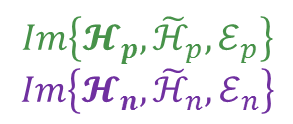 Im{𝓗ₚ, ℋ̃ₚ, ℰₚ}
Im{𝓗ₙ, ℋ̃ₙ, ℰₙ}